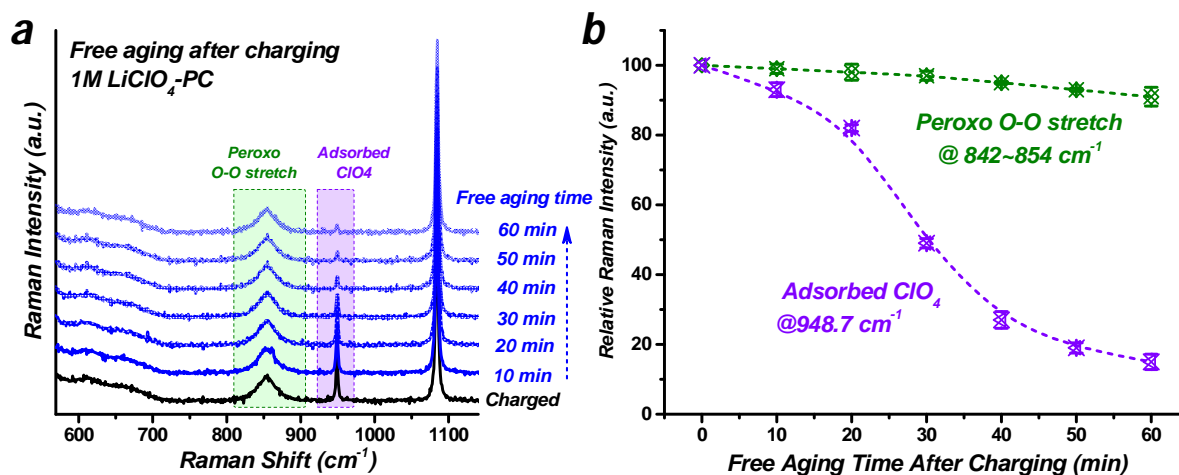 a
Free aging after charging
1M LiClO4-PC
Peroxo
O-O stretch
Adsorbed
ClO4
Free aging time
60 min
50 min
40 min
30 min
20 min
10 min
Charged
Raman Intensity (a.u.)
600 700 800 900 1000 1100
Raman Shift (cm-1)
b
100
80
60
40
20
0
Relative Raman Intensity (a.u.)
Peroxo O-O stretch
@ 842~854 cm-1
Adsorbed ClO4
@948.7 cm-1
0 10 20 30 40 50 60
Free Aging Time After Charging (min)